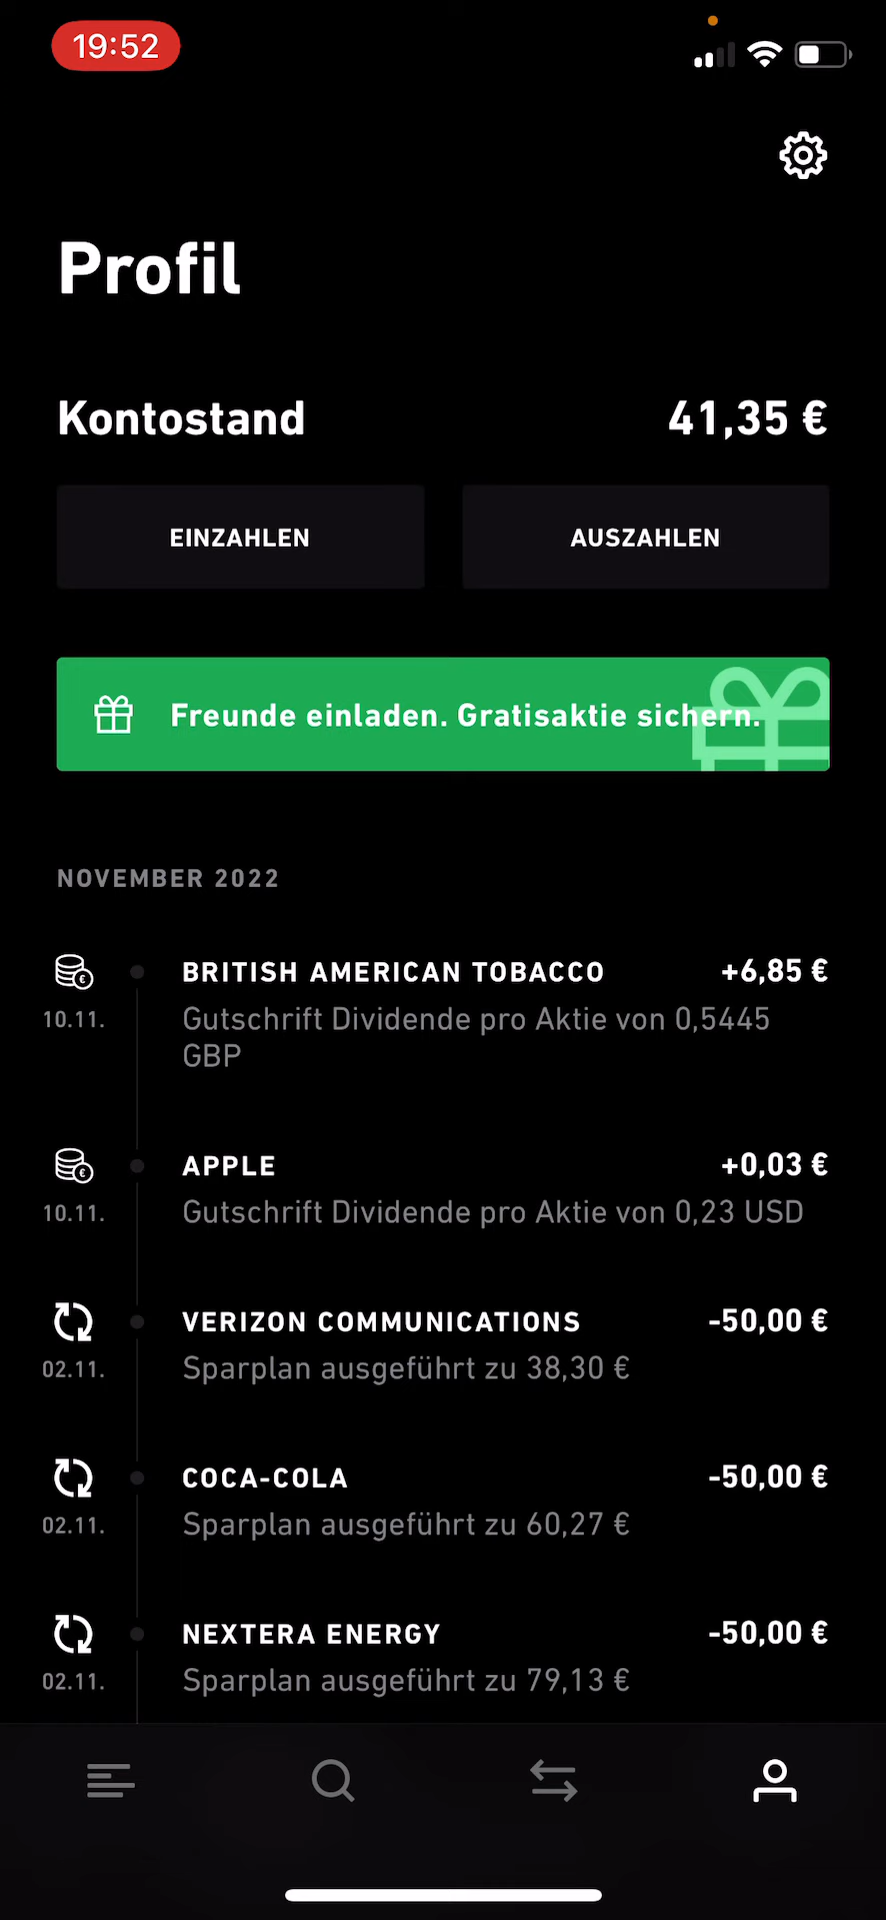 19:52
Profil
Kontostand 41,35 €
EINZAHLEN AUSZAHLEN
Freunde einladen. Gratisaktie sichern.
NOVEMBER 2022
BRITISH AMERICAN TOBACCO +6,85 €
10.11. Gutschrift Dividende pro Aktie von 0,5445
GBP
APPLE +0,03 €
10.11. Gutschrift Dividende pro Aktie von 0,23 USD
VERIZON COMMUNICATIONS -50,00 €
02.11. Sparplan ausgeführt zu 38,30 €
COCA-COLA -50,00 €
02.11. Sparplan ausgeführt zu 60,27 €
NEXTERA ENERGY -50,00 €
02.11. Sparplan ausgeführt zu 79,13 €